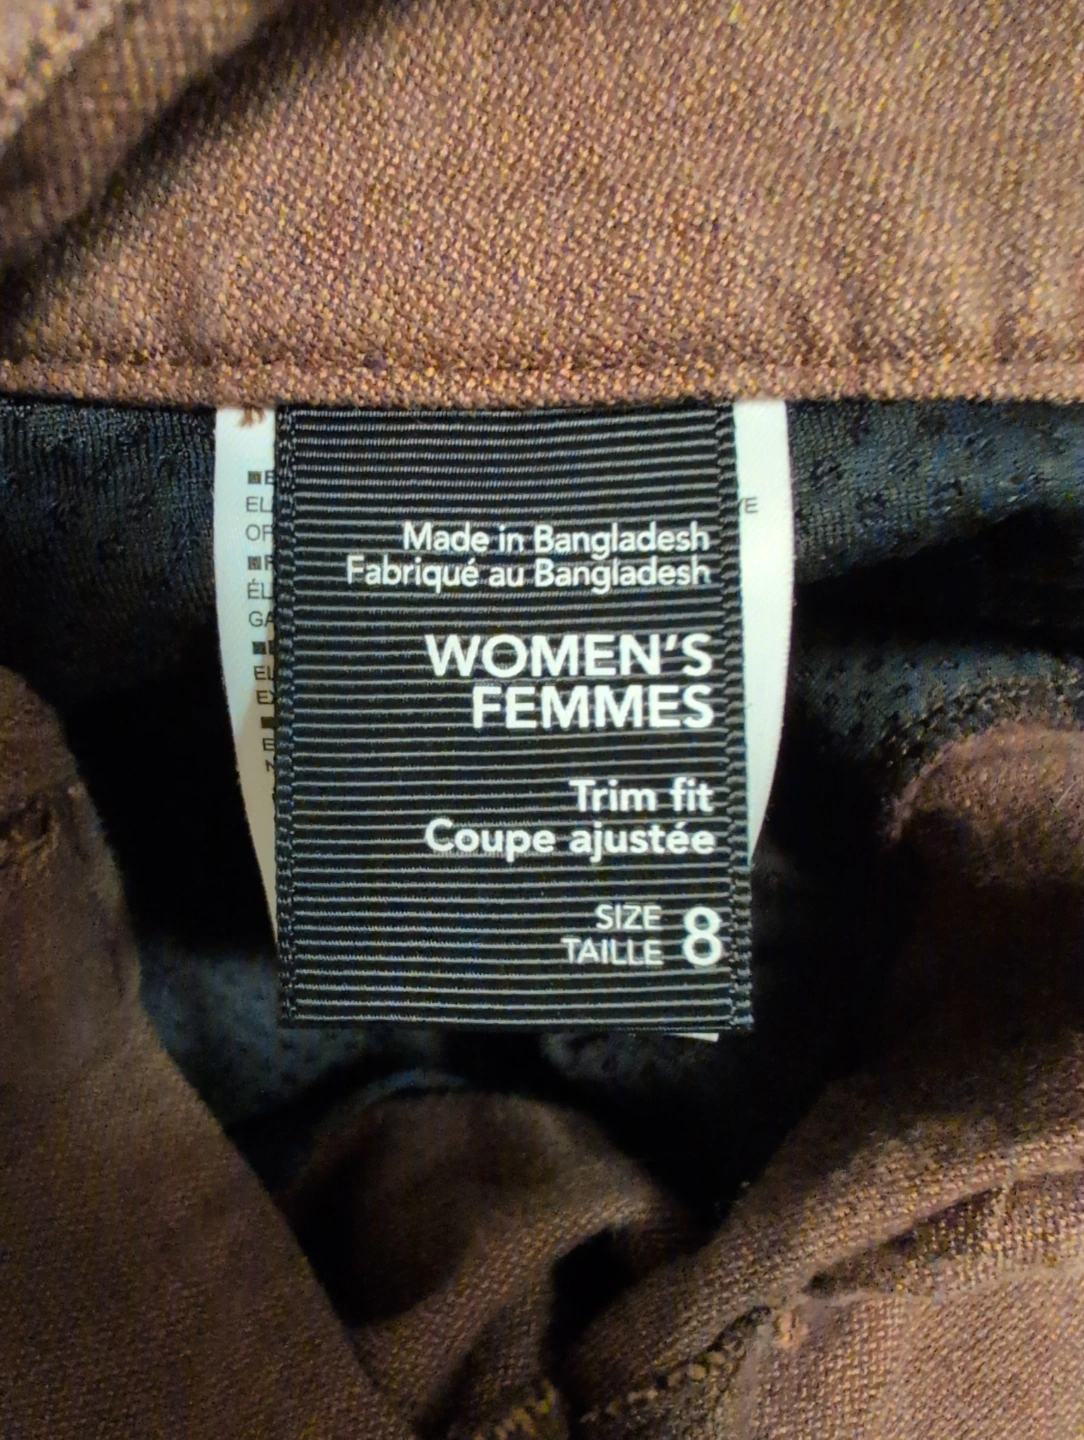 Made in Bangladesh
Fabriqué au Bangladesh
WOMEN'S
FEMMES
Trim fit
Coupe ajustée
SIZE 8
TAILLE